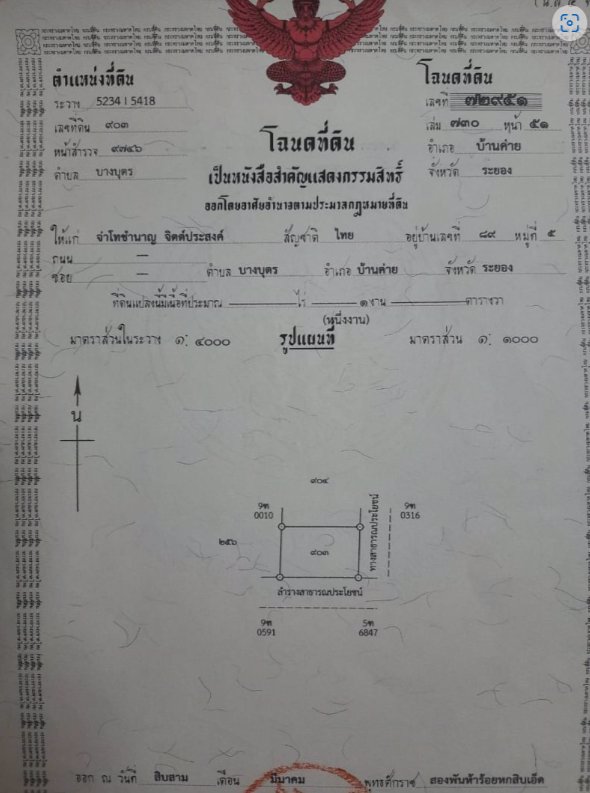 ตำแหน่งที่ดิน
ระวาง 5234 I 5418
เลขที่ดิน ๙๐๓
หน้าสำรวจ ๙๗๔๖
ตำบล บางบุตร
โฉนดที่ดิน
เลขที่ ๗๒๙๕๑
เล่ม ๗๓๐ หน้า ๕๑
อำเภอ บ้านค่าย
จังหวัด ระยอง
โฉนดที่ดิน
เป็นหนังสือสำคัญแสดงกรรมสิทธิ์
ออกโดยอาศัยอำนาจตามประมวลกฎหมายที่ดิน
ให้แก่ จ่าโทชำนาญ จิตต์ประสงค์ สัญชาติ ไทย อยู่บ้านเลขที่ ๘๙ หมู่ที่ ๕
ถนน —
ซอย — ตำบล บางบุตร อำเภอ บ้านค่าย จังหวัด ระยอง
ที่ดินแปลงนี้มีเนื้อที่ประมาณ — ไร่ ๑ งาน — ตารางวา
(หนึ่งงาน)
มาตราส่วนในระวาง ๑: ๔๐๐๐ รูปแผนที่ มาตราส่วน ๑: ๑๐๐๐
น
๙๐๔
9ฑ
0010
ทางสาธารณประโยชน์
9ฑ
0316
๒๕๖
๙๐๓
ลำรางสาธารณประโยชน์
9ฑ
0591
5ฑ
6847
ออก ณ วันที่ สิบสาม เดือน มีนาคม พุทธศักราช สองพันห้าร้อยหกสิบเอ็ด